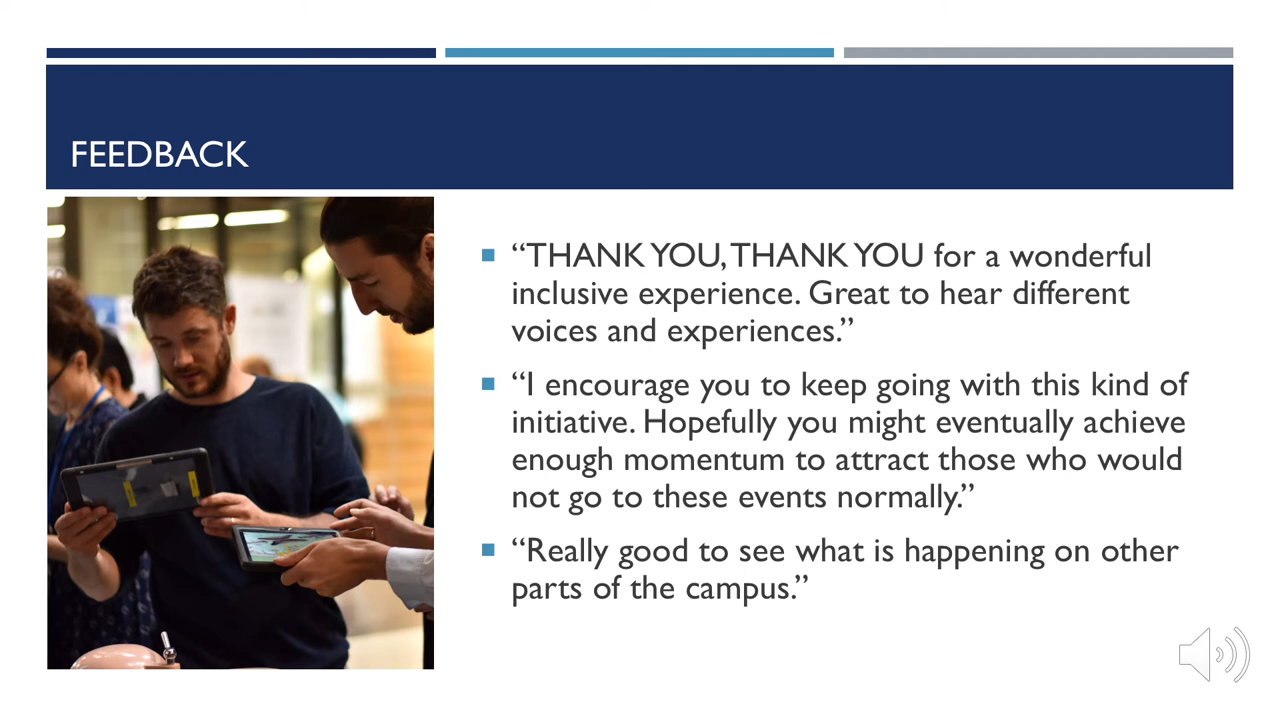 FEEDBACK
“THANK YOU, THANK YOU for a wonderful
inclusive experience. Great to hear different
voices and experiences.”
“I encourage you to keep going with this kind of
initiative. Hopefully you might eventually achieve
enough momentum to attract those who would
not go to these events normally.”
“Really good to see what is happening on other
parts of the campus.”